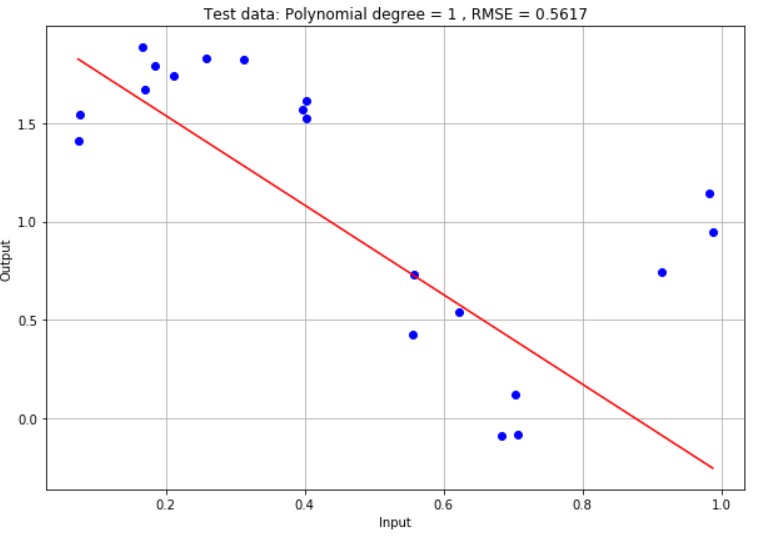 Test data: Polynomial degree = 1 , RMSE = 0.5617
1.5
1.0
0.5
0.0
Output
0.2 0.4 0.6 0.8 1.0
Input